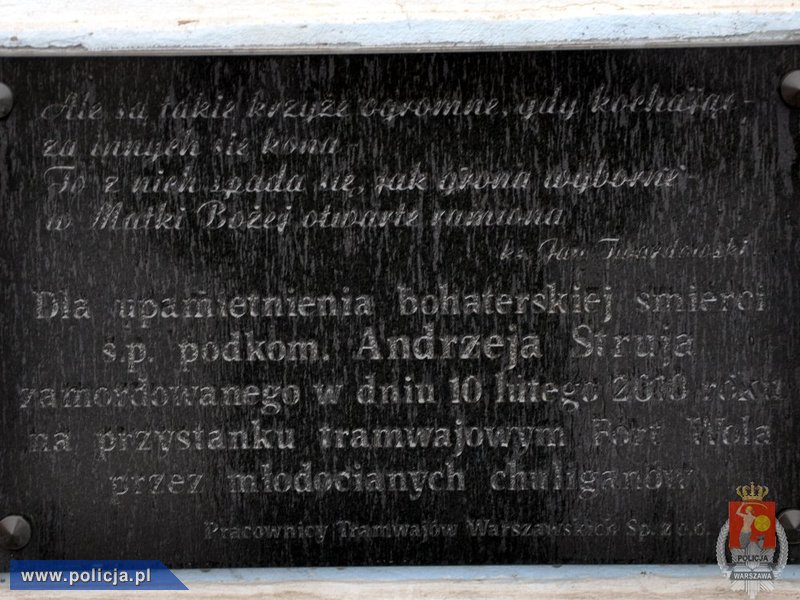 Nie są takie krzyże ogromne, gdy kochając,
za innych się kona
To z nich spada się, jak grona wyborne
w Matki Bożej otwarte ramiona
ks. Jan Twardowski
Dla upamiętnienia bohaterskiej śmierci
ś.p. podkom. Andrzeja Struja
zamordowanego w dniu 10 lutego 2010 roku
na przystanku tramwajowym Fort Wola
przez młodocianych chuliganów
Pracownicy Tramwajów Warszawskich Sp. z o.o.
www.policja.pl
POLICJA
WARSZAWA